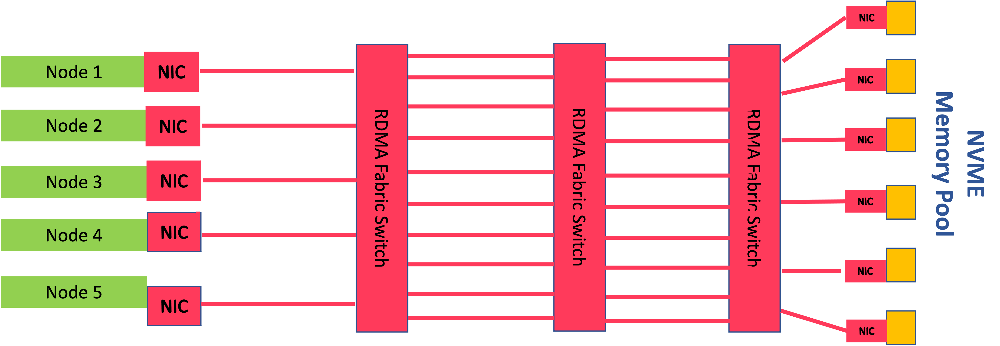 Node 1
NIC
Node 2
NIC
Node 3
NIC
Node 4
NIC
Node 5
NIC
RDMA Fabric Switch
RDMA Fabric Switch
RDMA Fabric Switch
NIC
NIC
NIC
NIC
NIC
NIC
NVME
Memory Pool